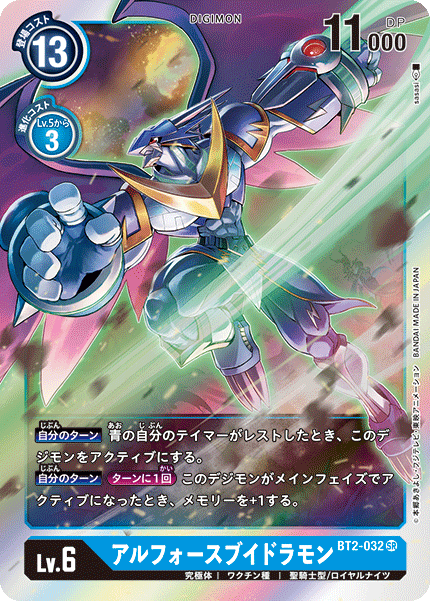 DIGIMON
登場コスト
13
11000
DP
進化コスト
Lv.5から
3
sasasi
自分のターン 青の自分のテイマーがレストしたとき、このデ
ジモンをアクティブにする。
自分のターン ターンに1回 このデジモンがメインフェイズでア
クティブになったとき、メモリーを+1する。
©本郷あきよし・フジテレビ・東映アニメーション BANDAI MADE IN JAPAN
Lv.6
アルフォースブイドラモン
BT2-032 SR
究極体 | ワクチン種 | 聖騎士型/ロイヤルナイツ